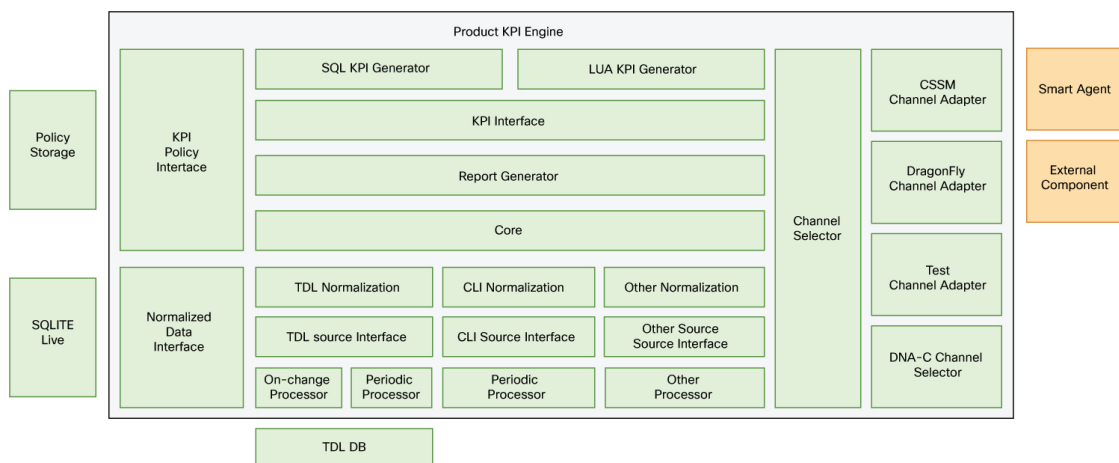 Product KPI Engine
SQL KPI Generator
LUA KPI Generator
CSSM
Channel Adapter
Smart Agent
Policy
Storage
KPI
Policy
Intertace
KPI Interface
DragonFly
Channel Adapter
External
Component
Report Generator
Channel
Selector
Core
Test
Channel Adapter
SQLITE
Live
Normalized
Data
Interface
TDL Normalization
CLI Normalization
Other Normalization
TDL source Interface
CLI Source Interface
Other Source
Source Interface
DNA-C Channel
Selector
On-change
Processor
Periodic
Processor
Periodic
Processor
Other
Processor
TDL DB